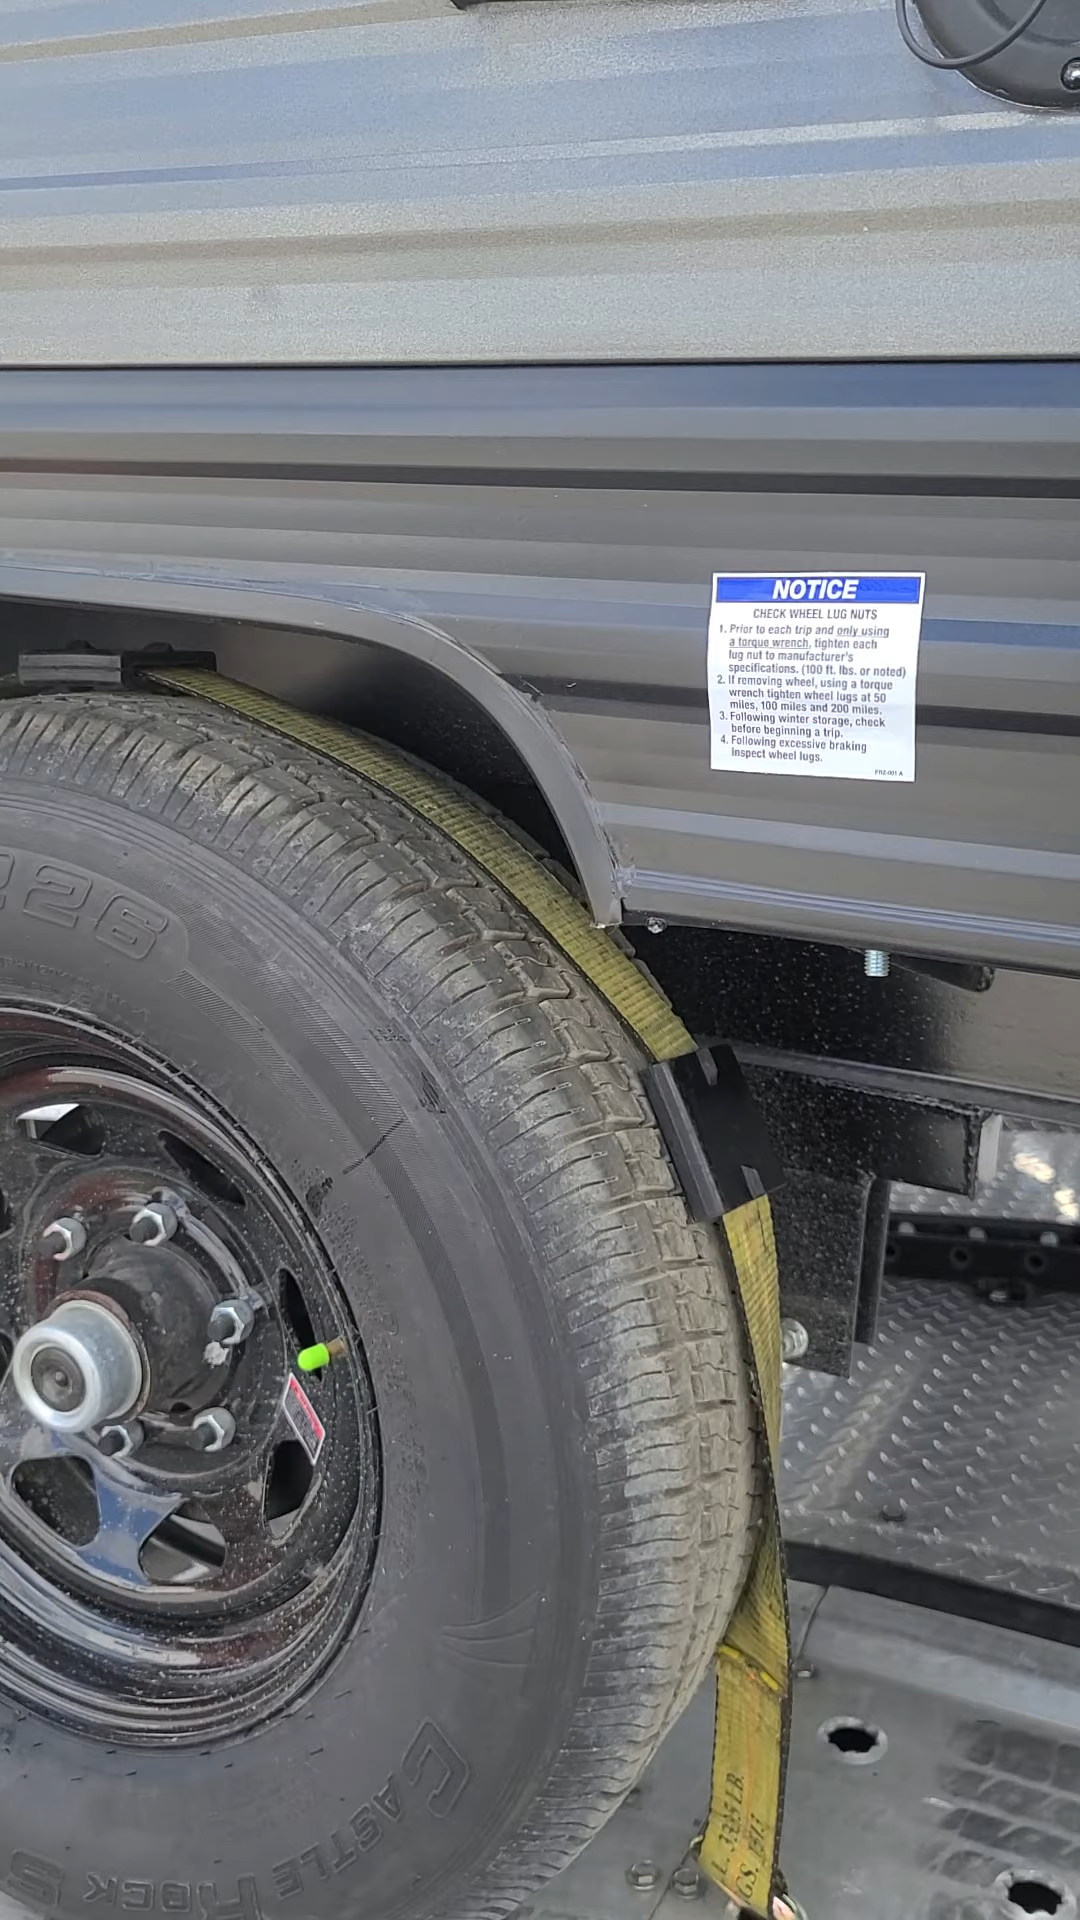 NOTICE
CHECK WHEEL LUG NUTS
1. Prior to each trip and only using
a torque wrench, tighten each
lug nut to manufacturer's
specifications. (100 ft. lbs. or noted)
2. If removing wheel, using a torque
wrench tighten wheel lugs at 50
miles, 100 miles and 200 miles.
3. Following winter storage, check
before beginning a trip.
4. Following excessive braking
inspect wheel lugs.
226
CASTLE ROCK